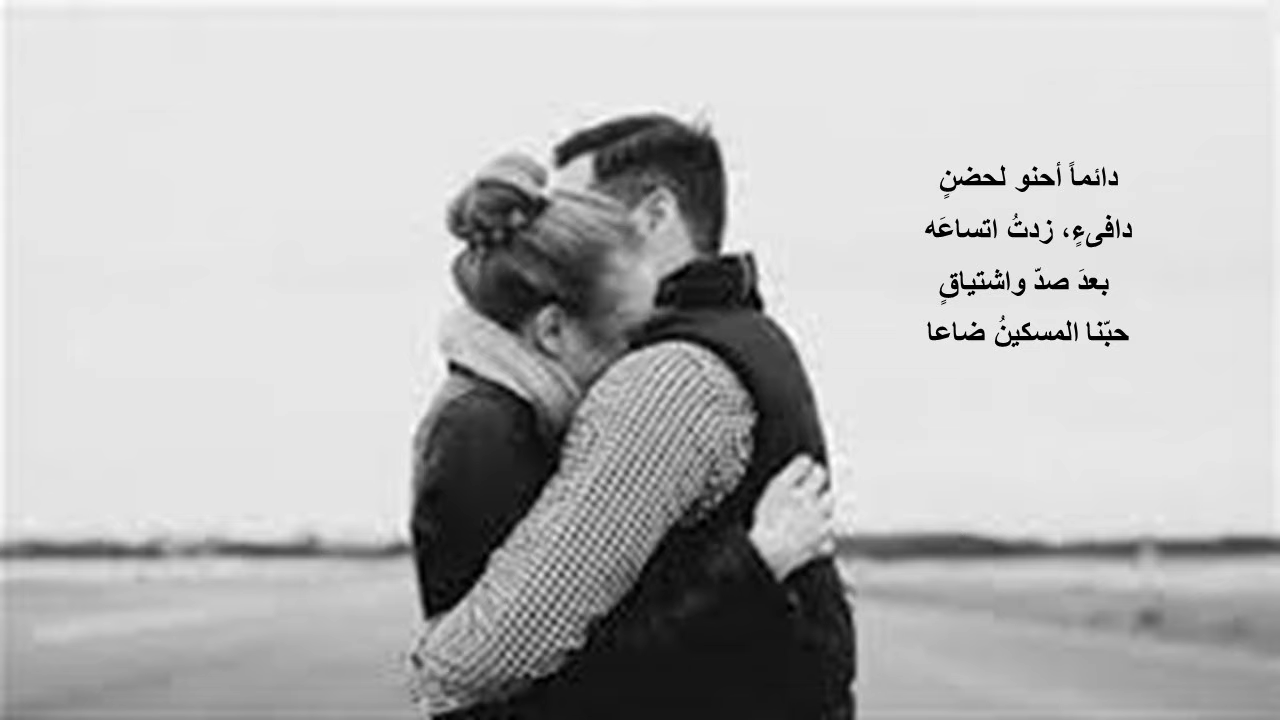 دائماً أحنو لحضنٍ
دافىءٍ، زدتُ اتساعَه
بعدَ صدّ واشتياقٍ
حبّنا المسكينُ ضاعا